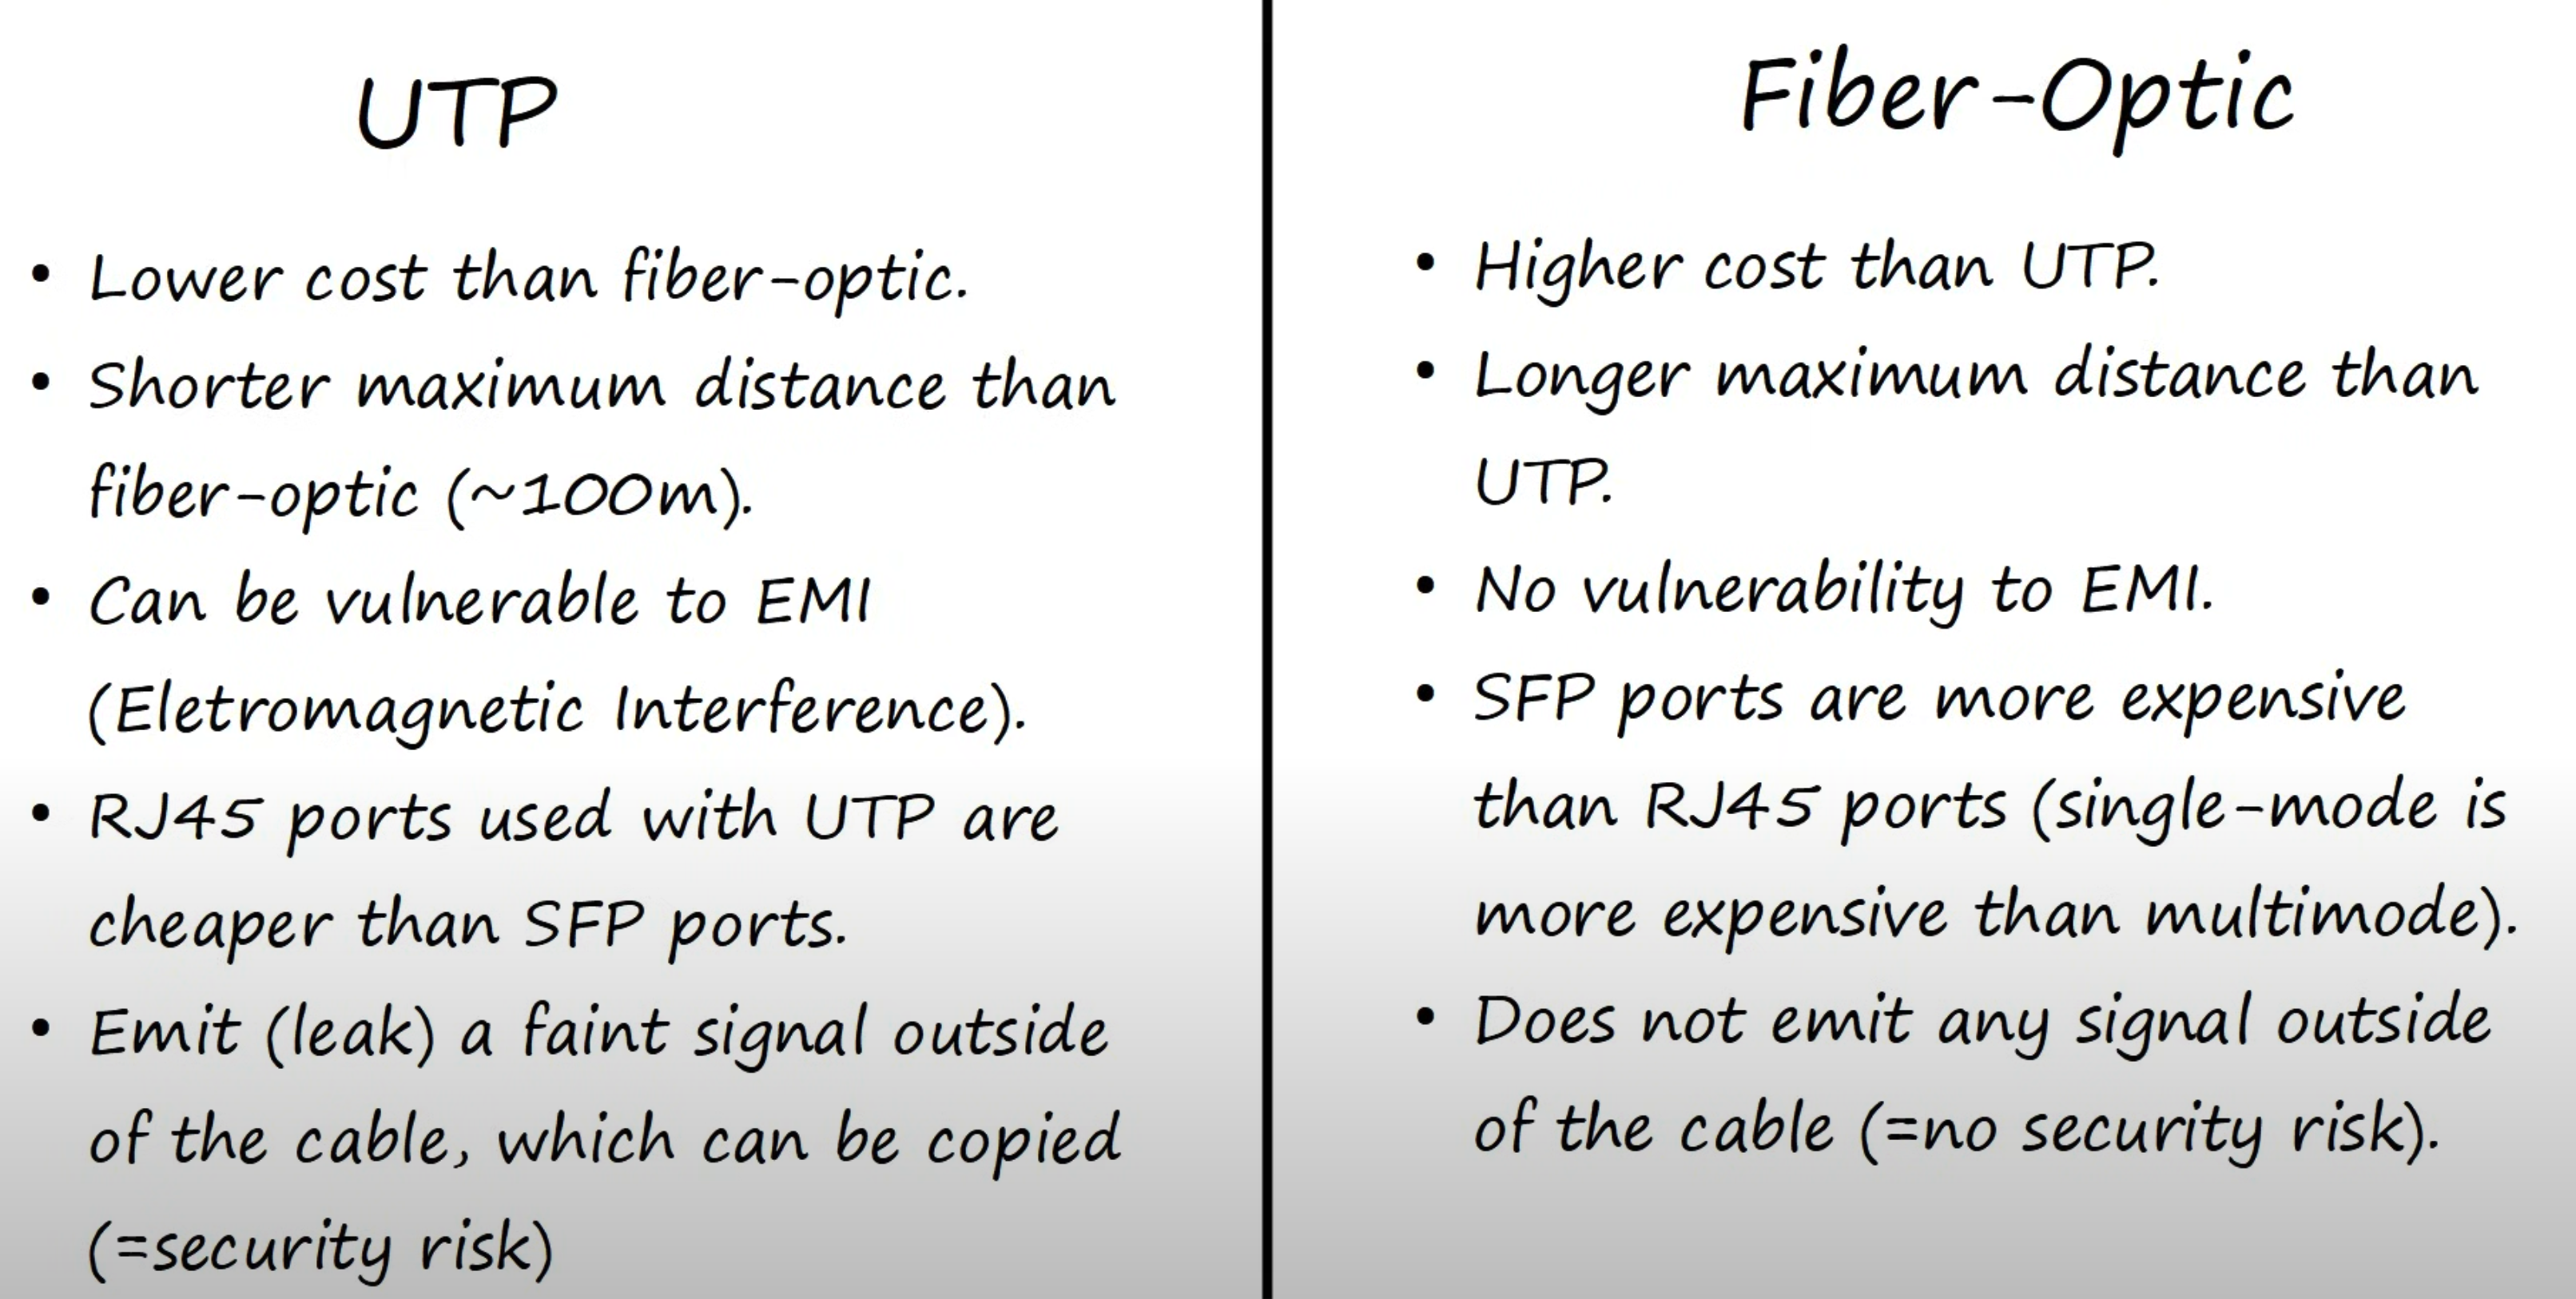 UTP
• Lower cost than fiber-optic.
• Shorter maximum distance than
fiber-optic (~100m).
• Can be vulnerable to EMI
(Eletromagnetic Interference).
• RJ45 ports used with UTP are
cheaper than SFP ports.
• Emit (leak) a faint signal outside
of the cable, which can be copied
(=security risk)
Fiber-Optic
• Higher cost than UTP.
• Longer maximum distance than
UTP.
• No vulnerability to EMI.
• SFP ports are more expensive
than RJ45 ports (single-mode is
more expensive than multimode).
• Does not emit any signal outside
of the cable (=no security risk).